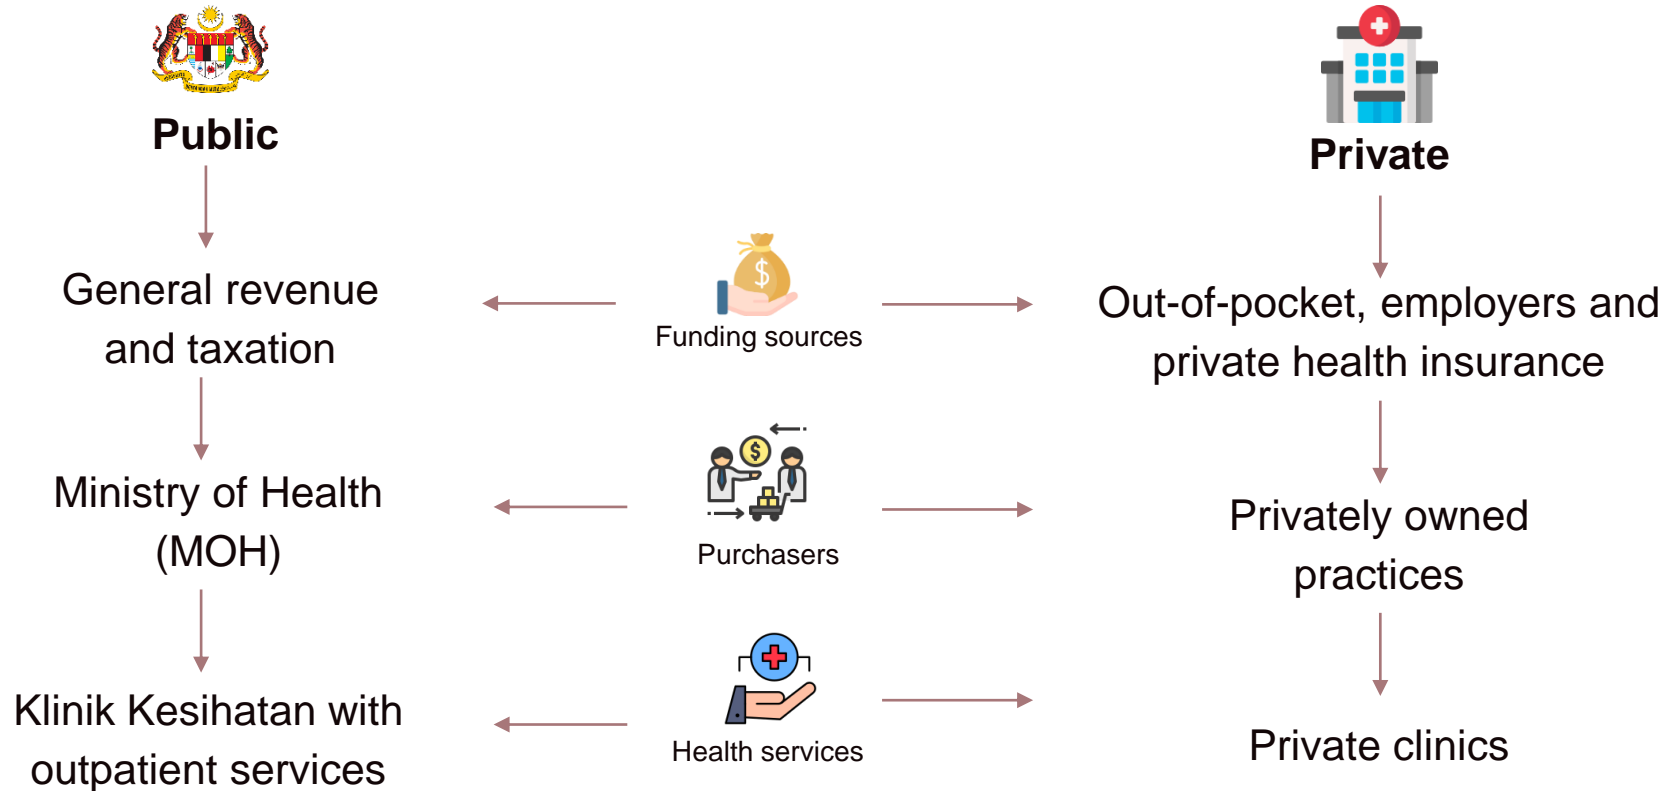 Public
Private
General revenue
and taxation
Funding sources
Out-of-pocket, employers and
private health insurance
Ministry of Health
(MOH)
Purchasers
Privately owned
practices
Klinik Kesihatan with
outpatient services
Health services
Private clinics